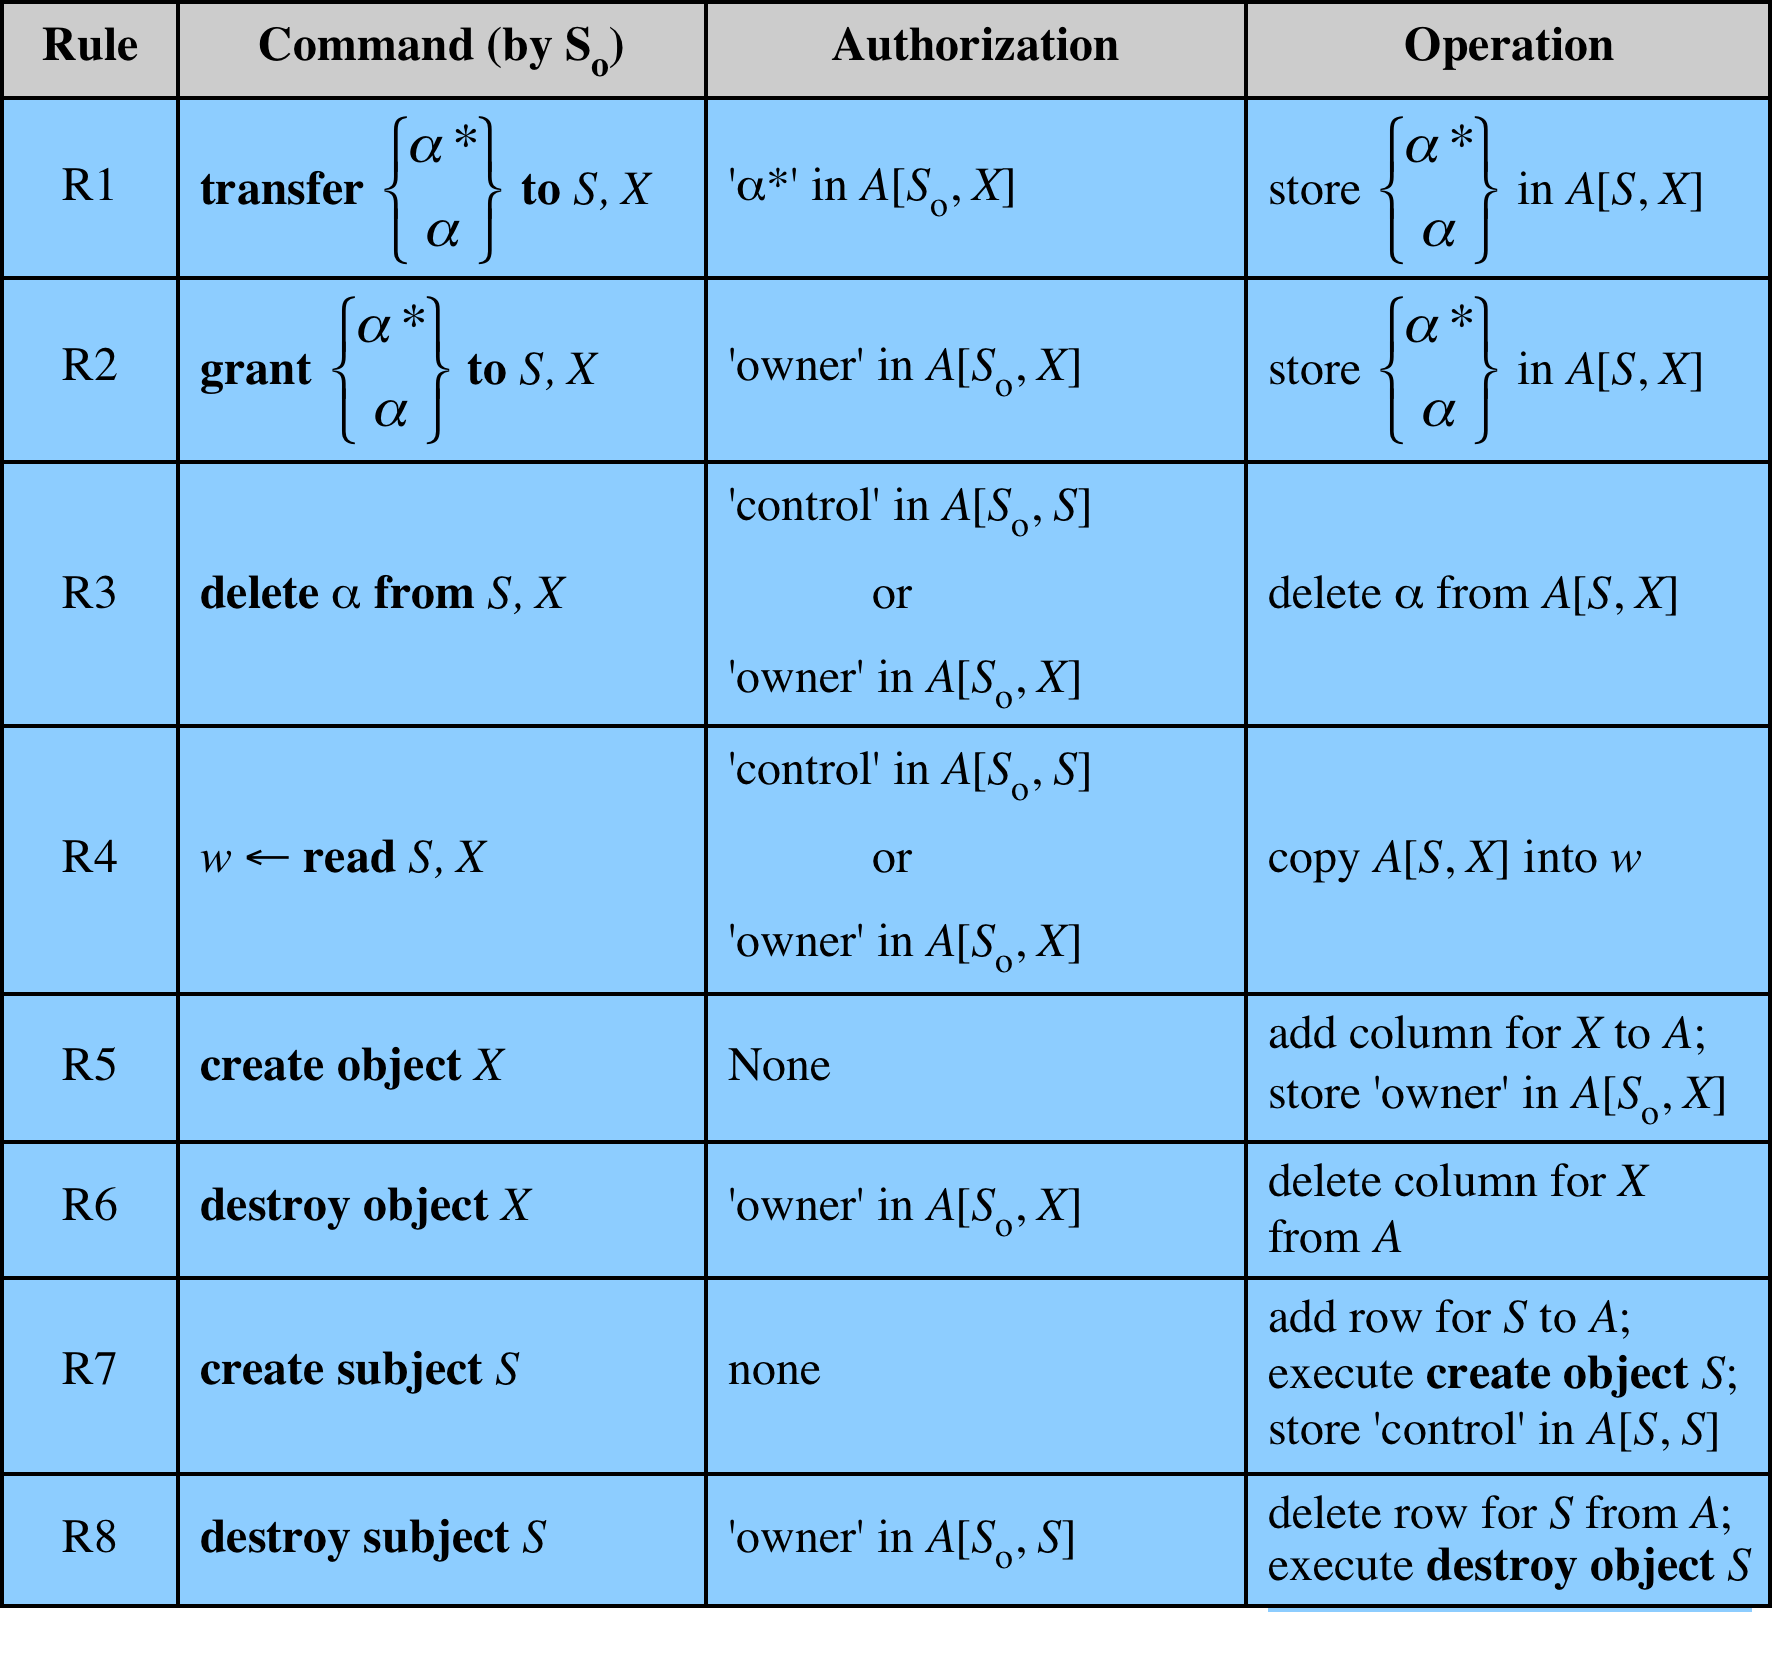 Rule Command (by So) Authorization Operation
R1 transfer {α* α} to S, X 'α*' in A[So, X] store {α* α} in A[S, X]
R2 grant {α* α} to S, X 'owner' in A[So, X] store {α* α} in A[S, X]
R3 delete α from S, X 'control' in A[So, S]
or
'owner' in A[So, X] delete α from A[S, X]
R4 w ← read S, X 'control' in A[So, S]
or
'owner' in A[So, X] copy A[S, X] into w
R5 create object X None add column for X to A;
store 'owner' in A[So, X]
R6 destroy object X 'owner' in A[So, X] delete column for X
from A
R7 create subject S none add row for S to A;
execute create object S;
store 'control' in A[S, S]
R8 destroy subject S 'owner' in A[So, S] delete row for S from A;
execute destroy object S